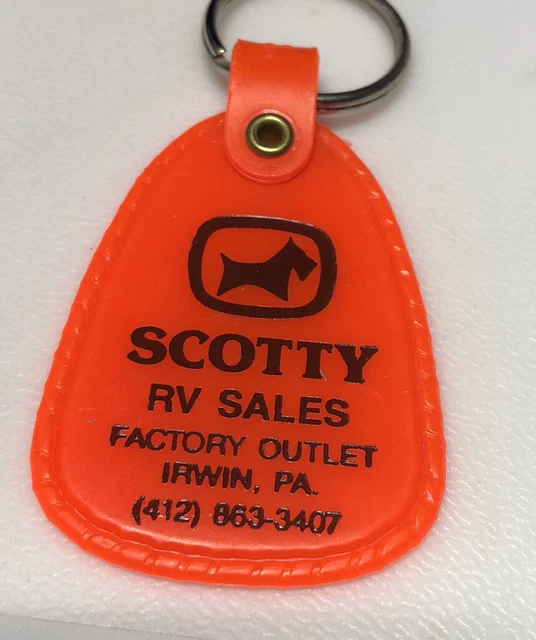 SCOTTY
RV SALES
FACTORY OUTLET
IRWIN, PA.
(412) 863-3407